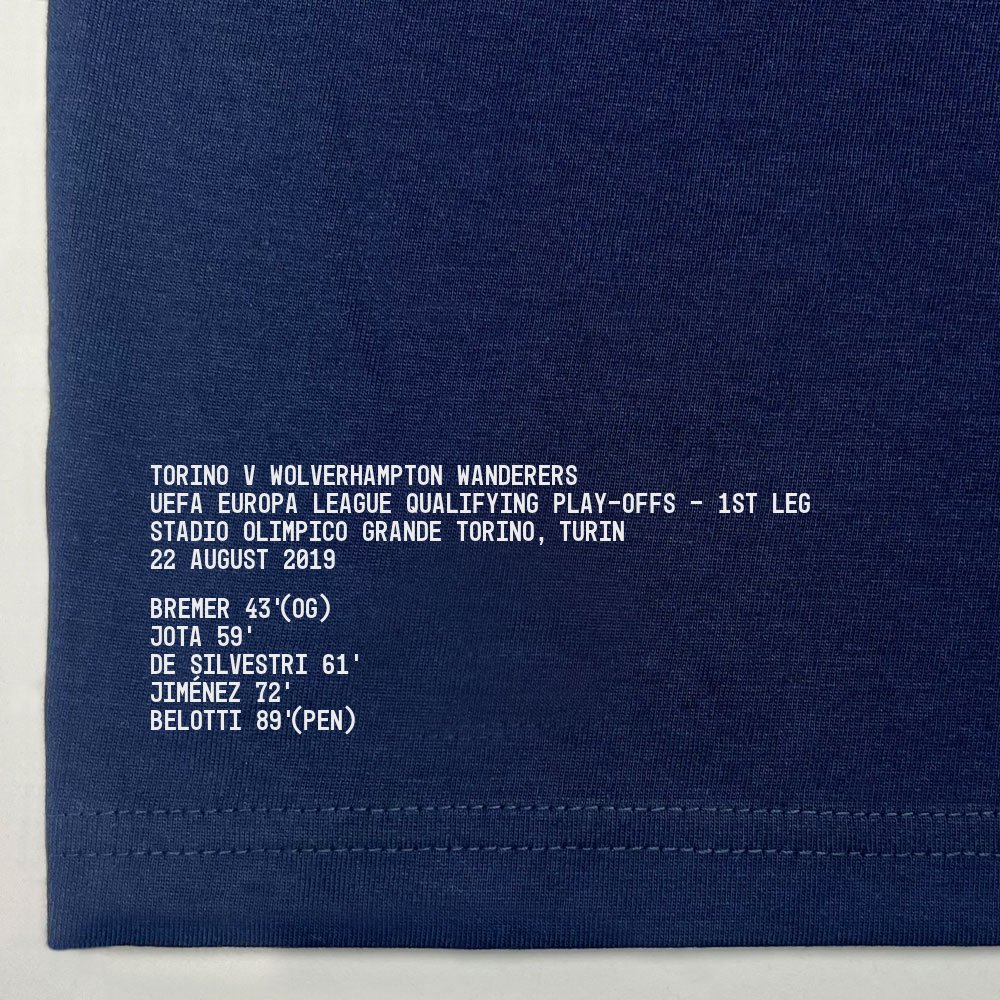 TORINO V WOLVERHAMPTON WANDERERS
UEFA EUROPA LEAGUE QUALIFYING PLAY-OFFS - 1ST LEG
STADIO OLIMPICO GRANDE TORINO, TURIN
22 AUGUST 2019
BREMER 43'(OG)
JOTA 59'
DE SILVESTRI 61'
JIMÉNEZ 72'
BELOTTI 89'(PEN)